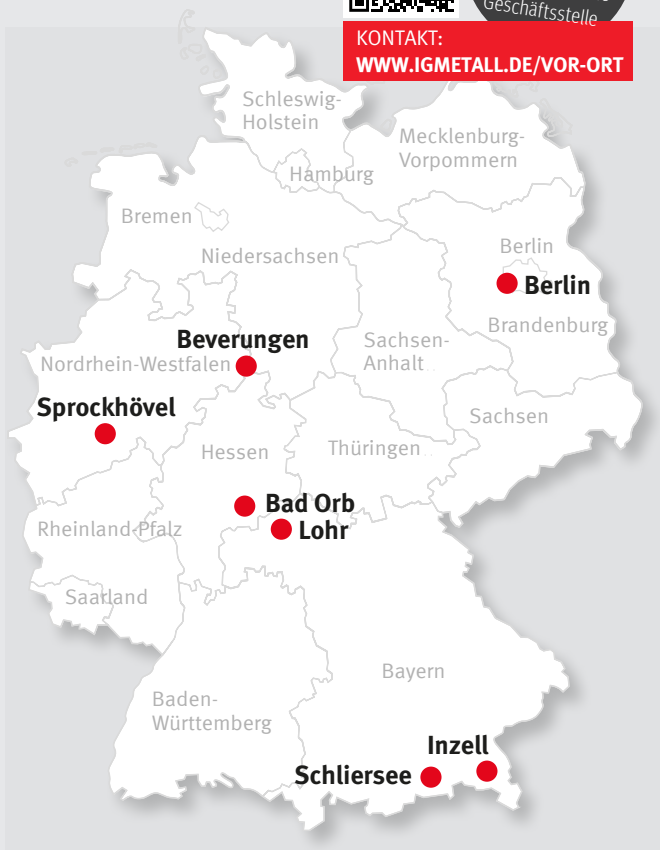 Geschäftsstelle
KONTAKT:
WWW.IGMETALL.DE/VOR-ORT
Schleswig-
Holstein
Mecklenburg-
Vorpommern
Hamburg
Bremen
Niedersachsen
Berlin
Berlin
Brandenburg
Beverungen
Nordrhein-Westfalen
Sachsen-
Anhalt
Sprockhövel
Sachsen
Hessen
Thüringen
Bad Orb
Lohr
Rheinland-Pfalz
Saarland
Bayern
Baden-
Württemberg
Inzell
Schliersee